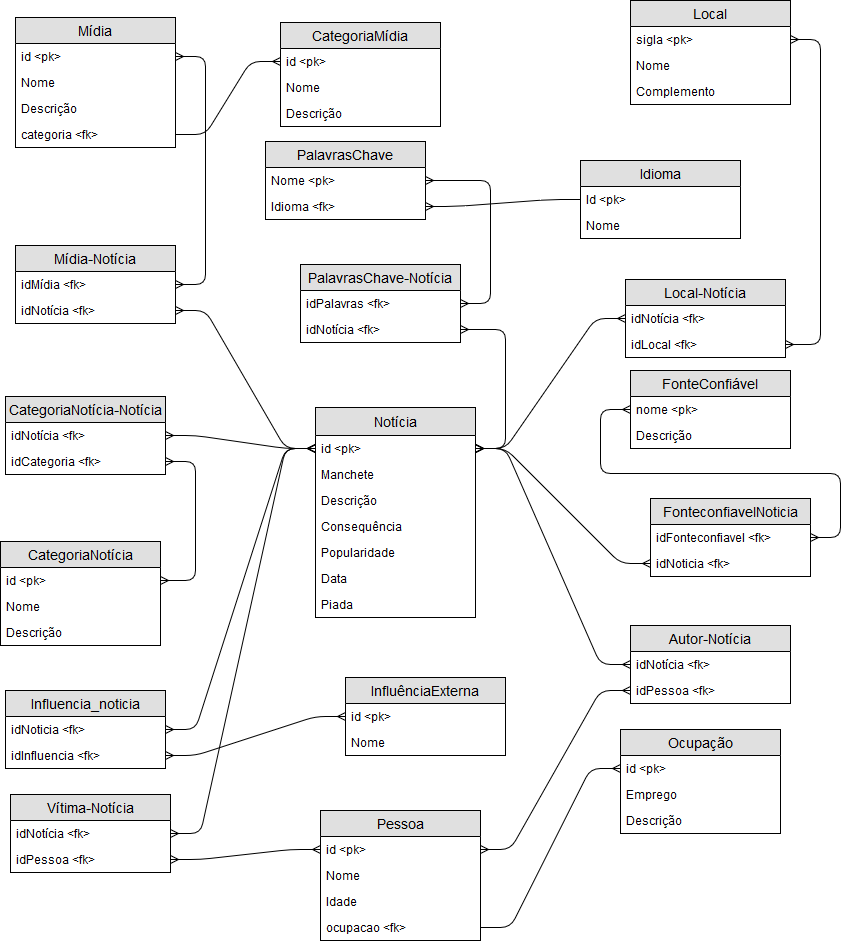 Mídia
id <pk>
Nome
Descrição
categoria <fk>
CategoriaMídia
id <pk>
Nome
Descrição
Local
sigla <pk>
Nome
Complemento
PalavrasChave
Nome <pk>
Idioma <fk>
Idioma
Id <pk>
Nome
Mídia-Notícia
idMídia <fk>
idNotícia <fk>
PalavrasChave-Notícia
idPalavras <fk>
idNotícia <fk>
Local-Notícia
idNotícia <fk>
idLocal <fk>
FonteConfiável
nome <pk>
Descrição
CategoriaNotícia-Notícia
idNotícia <fk>
idCategoria <fk>
Notícia
id <pk>
Manchete
Descrição
Consequência
Popularidade
Data
Piada
FonteconfiavelNoticia
idFonteconfiavel <fk>
idNoticia <fk>
CategoriaNotícia
id <pk>
Nome
Descrição
Autor-Notícia
idNotícia <fk>
idPessoa <fk>
Influencia_noticia
idNoticia <fk>
idInfluencia <fk>
InfluênciaExterna
id <pk>
Nome
Ocupação
id <pk>
Emprego
Descrição
Vítima-Notícia
idNotícia <fk>
idPessoa <fk>
Pessoa
id <pk>
Nome
Idade
ocupacao <fk>